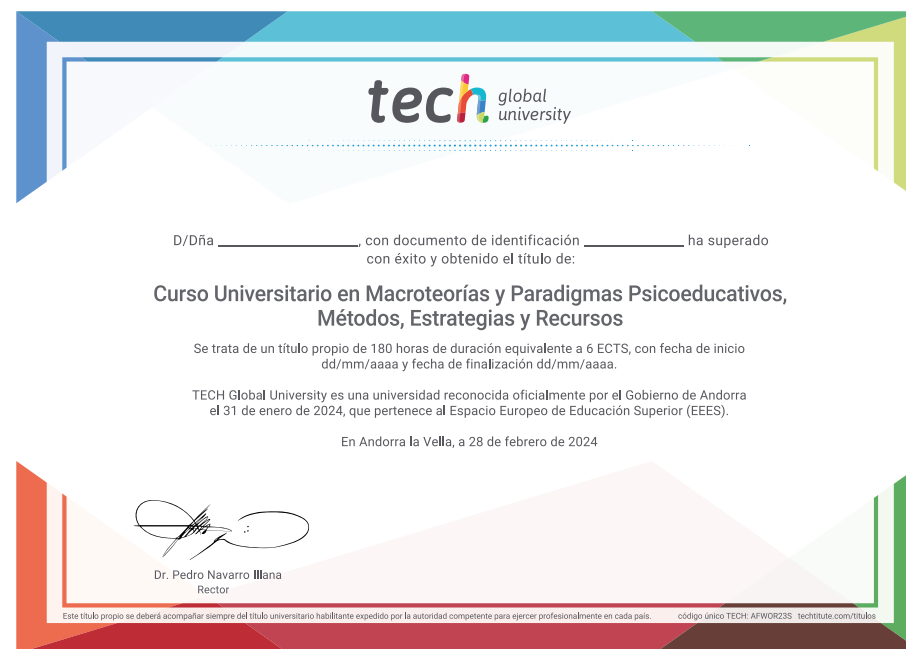 tech global university
D/Dña ____________________, con documento de identificación ______________ ha superado
con éxito y obtenido el título de:
Curso Universitario en Macroteorías y Paradigmas Psicoeducativos,
Métodos, Estrategias y Recursos
Se trata de un título propio de 180 horas de duración equivalente a 6 ECTS, con fecha de inicio
dd/mm/aaaa y fecha de finalización dd/mm/aaaa.
TECH Global University es una universidad reconocida oficialmente por el Gobierno de Andorra
el 31 de enero de 2024, que pertenece al Espacio Europeo de Educación Superior (EEES).
En Andorra la Vella, a 28 de febrero de 2024
Dr. Pedro Navarro Illana
Rector
Este título propio se deberá acompañar siempre del título universitario habilitante expedido por la autoridad competente para ejercer profesionalmente en cada país. código único TECH: AFWOR23S techtitute.com/titulos